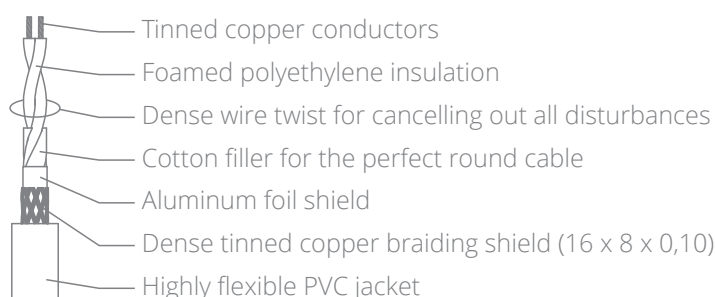 Tinned copper conductors
Foamed polyethylene insulation
Dense wire twist for cancelling out all disturbances
Cotton filler for the perfect round cable
Aluminum foil shield
Dense tinned copper braiding shield (16 x 8 x 0,10)
Highly flexible PVC jacket